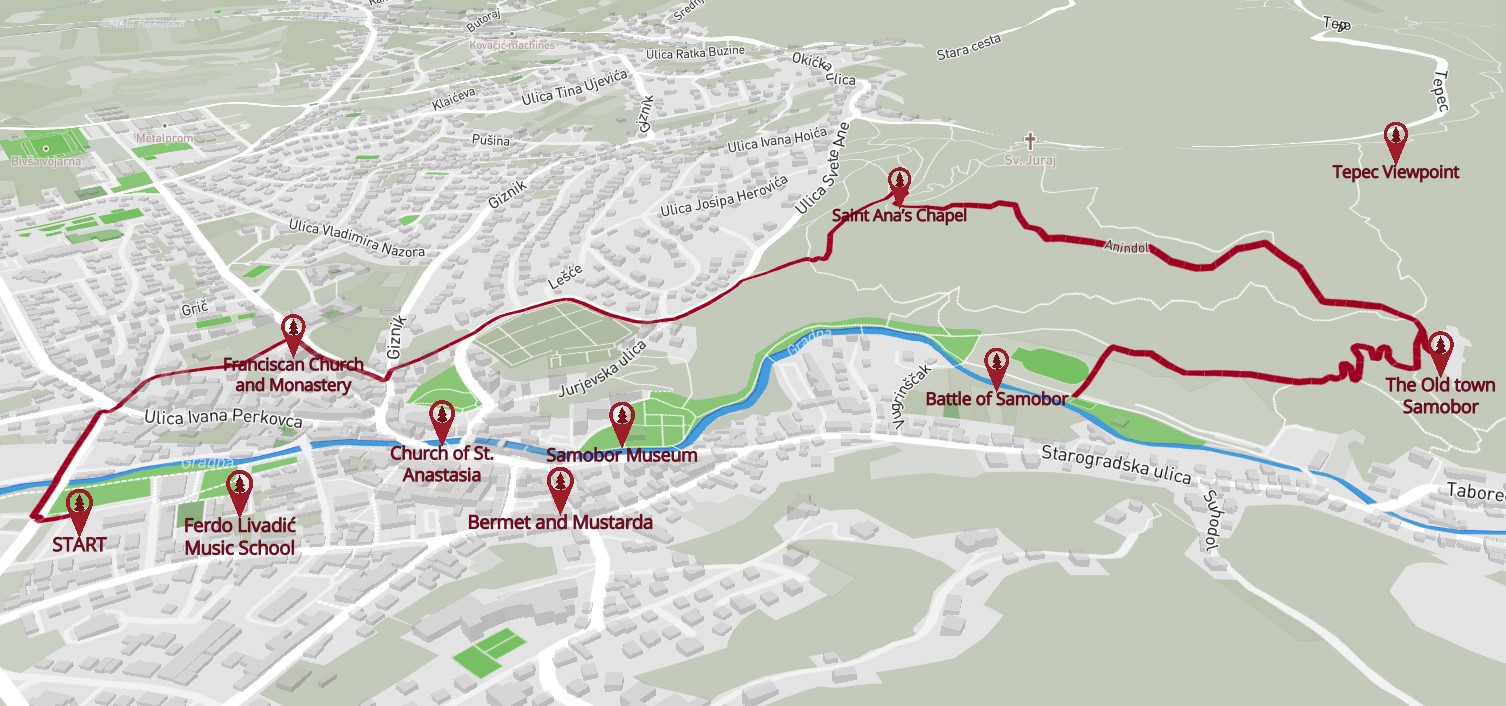 Butoraj
Srednj
Mala Rakovica
Kovačić-machines
Ulica Ratka Buzine
Okićka ulica
Stara cesta
Tepec
Klaićeva
Ulica Tina Ujevića
Giznik
Metalprom
Bivša vojarna
Pušina
Ulica Ivana Hoića
Sv. Juraj
Tepec Viewpoint
Giznik
Ulica Josipa Herovića
Ulica Svete Ane
Saint Ana's Chapel
Ulica Vladimira Nazora
Anindol
Lešće
Grič
Giznik
Gradna
Franciscan Church
and Monastery
Jurjevska ulica
Vugrinščak
Battle of Samobor
The Old town
Samobor
Ulica Ivana Perkovca
Church of St.
Anastasia
Samobor Museum
Gradna
Starogradska ulica
Bermet and Mustarda
Ferdo Livadić
Music School
START
Suhodol
Tabore